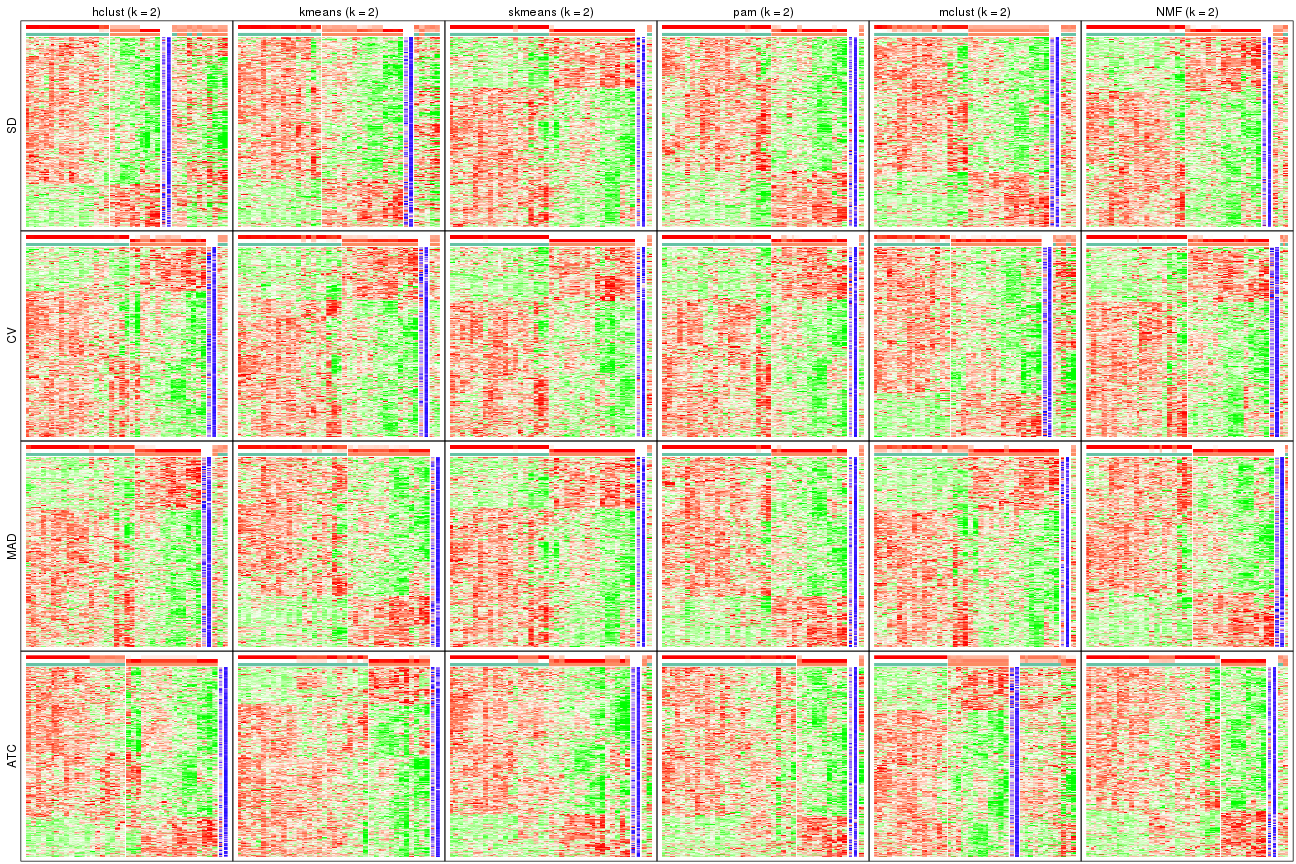 hclust (k = 2) kmeans (k = 2) skmeans (k = 2) pam (k = 2) mclust (k = 2) NMF (k = 2)
SD
CV
MAD
ATC